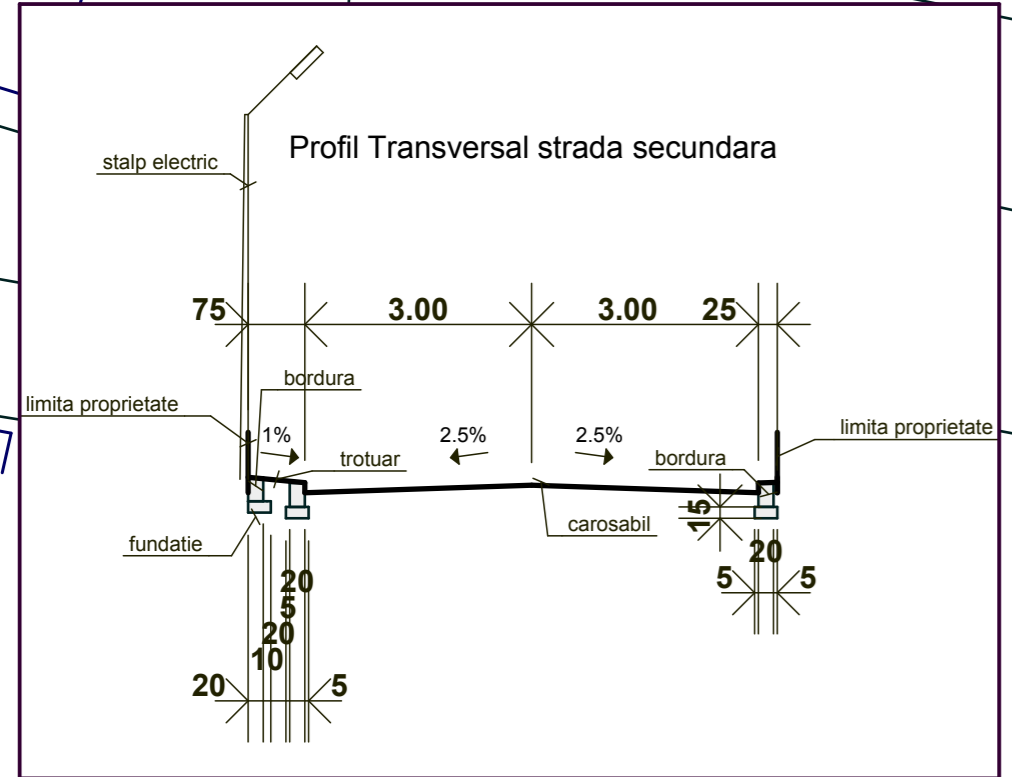 Profil Transversal strada secundara
stalp electric
75
3.00
3.00
25
bordura
limita proprietate
limita proprietate
1%
2.5%
2.5%
trotuar
bordura
15
carosabil
fundatie
20
5
20
10
20
5
20
5
5